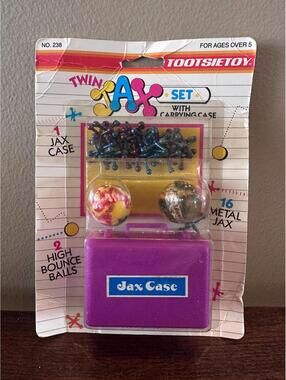 NO. 238
FOR AGES OVER 5
TOOTSIETOY
TWIN
JAX
SET
WITH
CARRYING CASE
1
JAX
CASE
16
METAL
JAX
2
HIGH
BOUNCE
BALLS
Jax Case